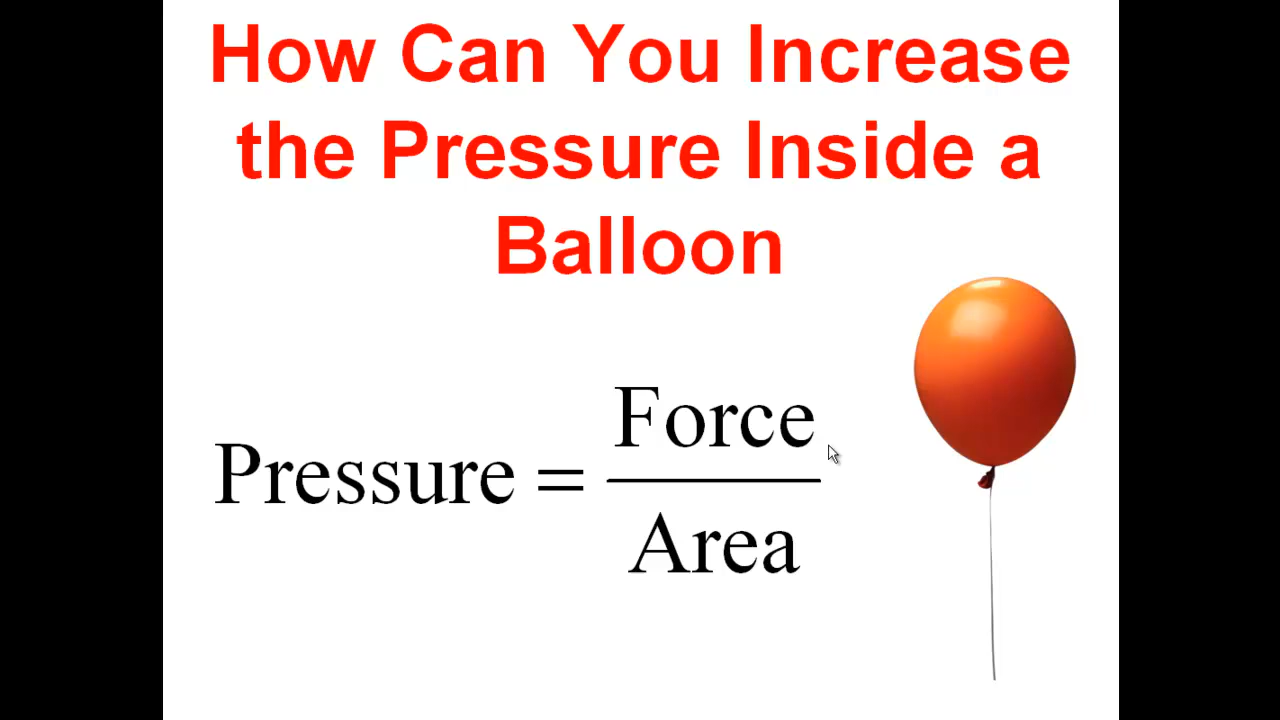 How Can You Increase
the Pressure Inside a
Balloon
Pressure = Force
Area